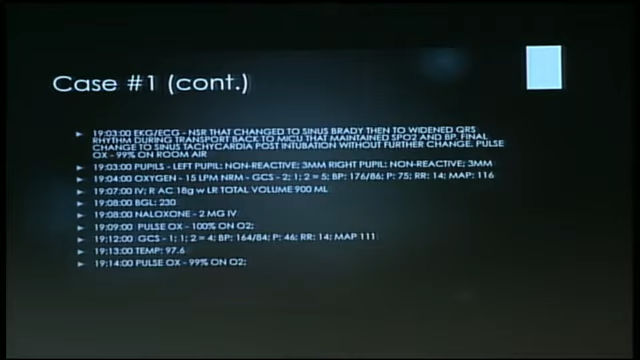 Case #1 (cont.)
19:03:00 EKG/ECG - NSR THAT CHANGED TO SINUS BRADY THEN TO WIDENED QRS
RHYTHM DURING TRANSPORT BACK TO MICU THAT MAINTAINED SPO2 AND BP. FINAL
CHANGE TO SINUS TACHYCARDIA POST INTUBATION WITHOUT FURTHER CHANGE. PULSE
OX - 99% ON ROOM AIR
19:03:00 PUPILS - LEFT PUPIL: NON-REACTIVE; 3MM RIGHT PUPIL: NON-REACTIVE; 3MM
19:04:00 OXYGEN - 15 LPM NRM - GCS - 2; 1; 2 = 5; BP: 176/86; P: 75; RR: 14; MAP: 116
19:07:00 IV; R AC 18g w LR TOTAL VOLUME 900 ML
19:08:00 BGL: 230
19:08:00 NALOXONE - 2 MG IV
19:09:00 PULSE OX - 100% ON O2;
19:12:00 GCS - 1; 1; 2 = 4; BP: 164/84; P: 46; RR: 14; MAP 111
19:13:00 TEMP: 97.6
19:14:00 PULSE OX - 99% ON O2;